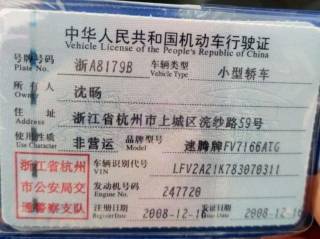 中华人民共和国机动车行驶证
Vehicle License of the People's Republic of China
号牌号码 浙A8179B 车辆类型 小型轿车
Plate No. Vehicle Type
所有人 沈旸
Owner
住址 浙江省杭州市上城区浣纱路59号
Address
使用性质 非营运 品牌型号 速腾牌FV7166ATG
Use Character Model
浙江省杭州市公安局交通警察支队
车辆识别代号 LFV2A21K783070311
VIN
发动机号码 247720
Engine No.
注册日期 2008-12-16 发证日期 2008-12-16
Register Date Issue Date